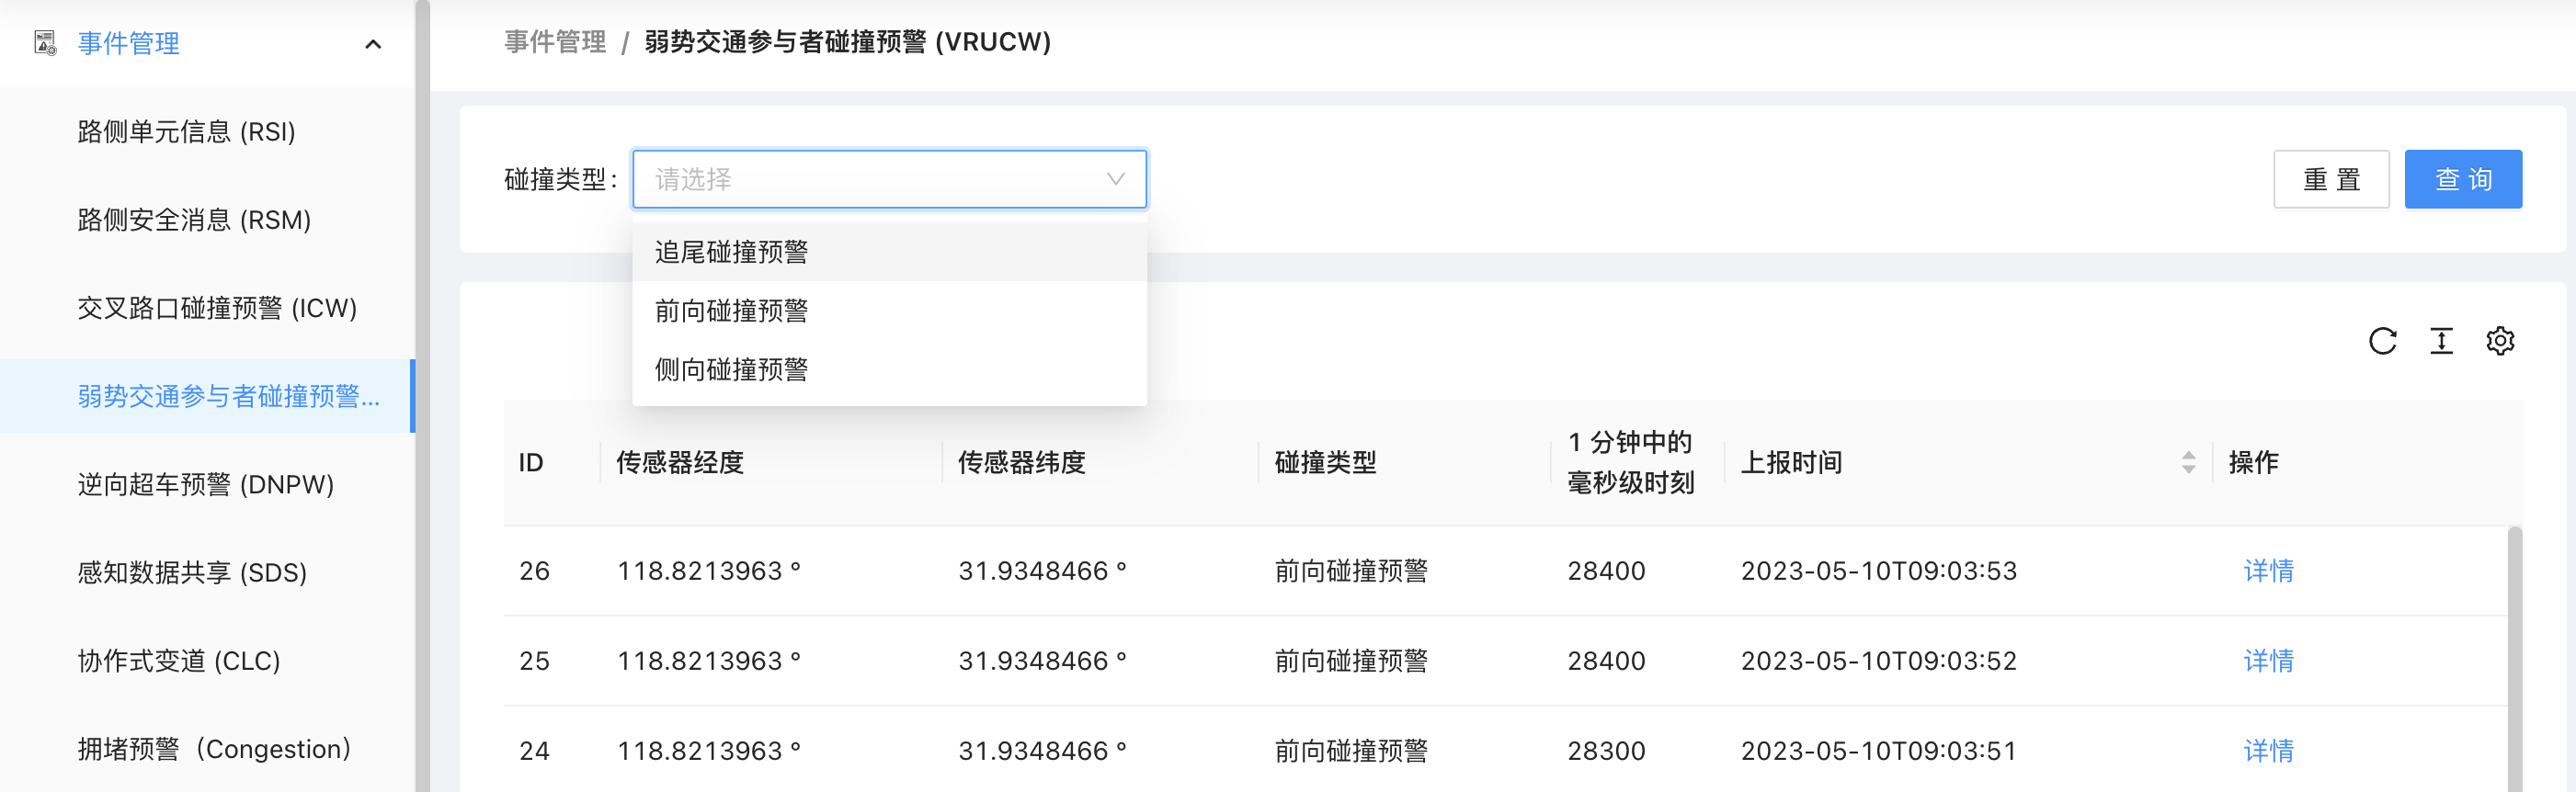 事件管理
路侧单元信息 (RSI)
路侧安全消息 (RSM)
交叉路口碰撞预警 (ICW)
弱势交通参与者碰撞预警...
逆向超车预警 (DNPW)
感知数据共享 (SDS)
协作式变道 (CLC)
拥堵预警（Congestion）
事件管理 / 弱势交通参与者碰撞预警 (VRUCW)
碰撞类型: 请选择 重 置 查 询
追尾碰撞预警
前向碰撞预警
侧向碰撞预警
ID 传感器经度 传感器纬度 碰撞类型 1 分钟中的毫秒级时刻 上报时间 操作
26 118.8213963 ° 31.9348466 ° 前向碰撞预警 28400 2023-05-10T09:03:53 详情
25 118.8213963 ° 31.9348466 ° 前向碰撞预警 28400 2023-05-10T09:03:52 详情
24 118.8213963 ° 31.9348466 ° 前向碰撞预警 28300 2023-05-10T09:03:51 详情